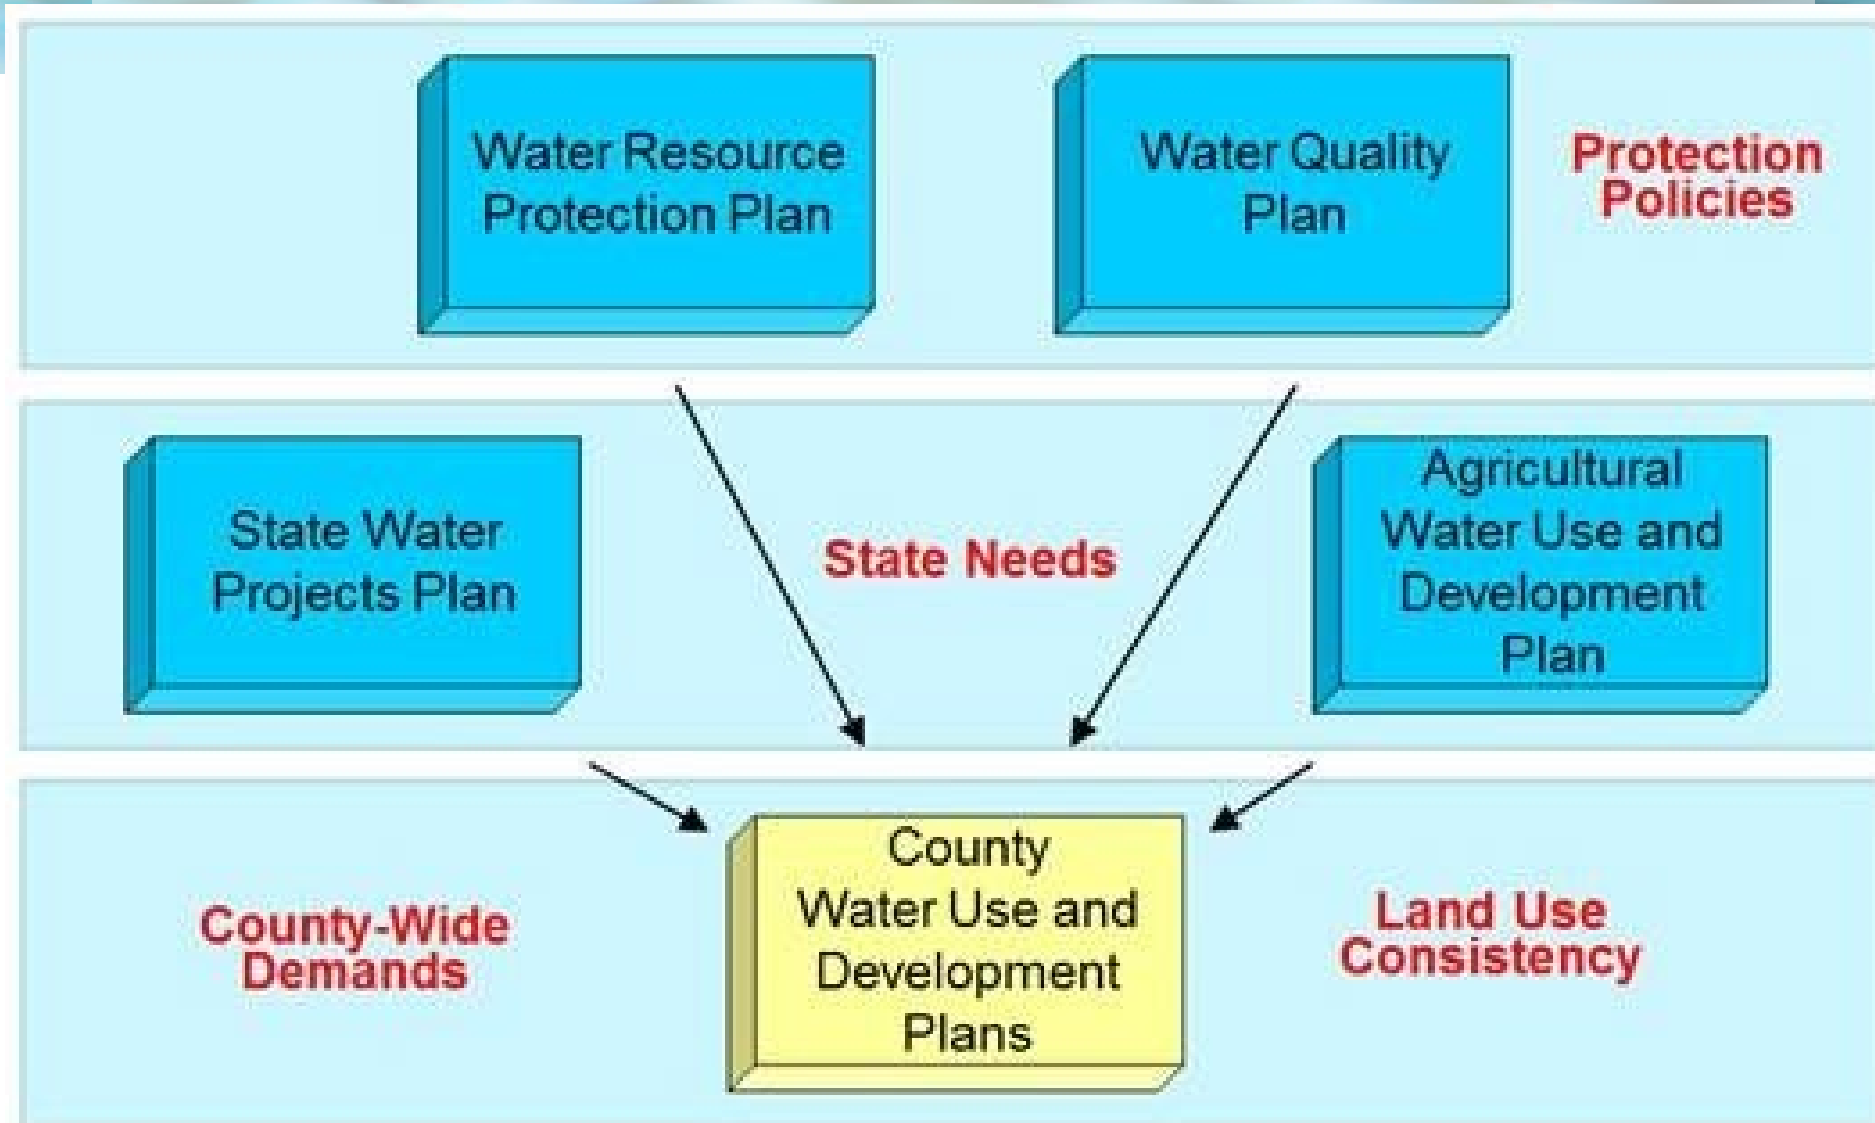 Water Resource
Protection Plan
Water Quality
Plan
Protection
Policies
State Water
Projects Plan
State Needs
Agricultural
Water Use and
Development
Plan
County-Wide
Demands
County
Water Use and
Development
Plans
Land Use
Consistency